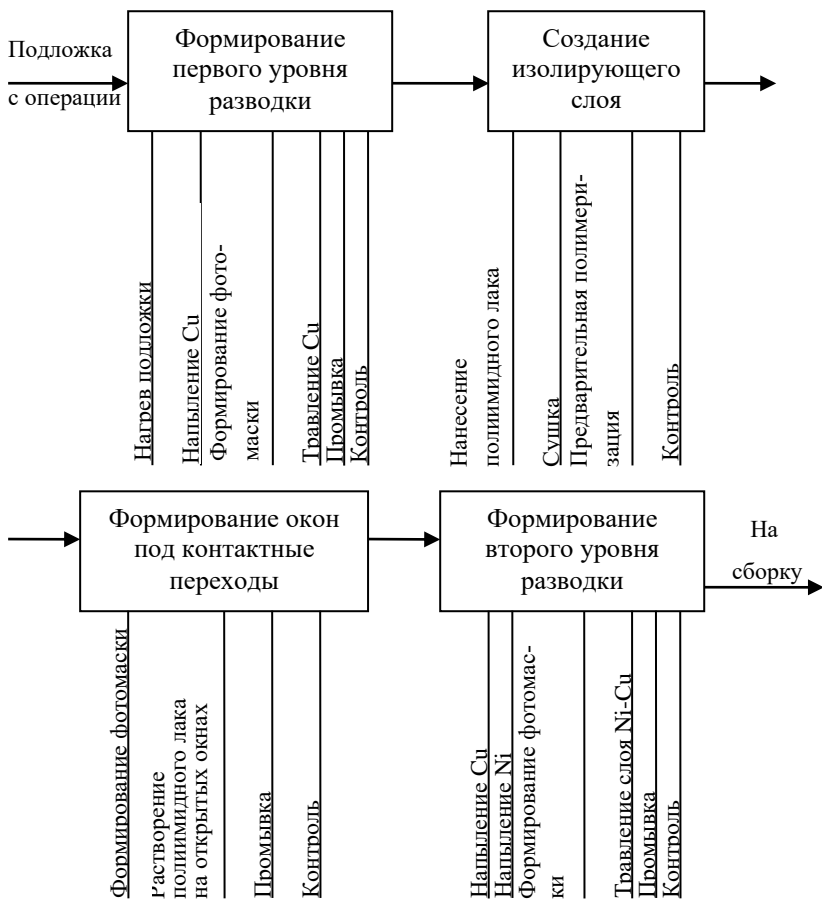 Подложка
с операции
Формирование
первого уровня
разводки
Создание
изолирующего
слоя
Нагрев подложки
Напыление Cu
Формирование фото-
маски
Травление Cu
Промывка
Контроль
Нанесение
полиимидного лака
Сушка
Предварительная полимери-
зация
Контроль
Формирование окон
под контактные
переходы
Формирование
второго уровня
разводки
На
сборку
Формирование фотомаски
Растворение
полиимидного лака
на открытых окнах
Промывка
Контроль
Напыление Cu
Напыление Ni
Формирование фотомас-
ки
Травление слоя Ni-Cu
Промывка
Контроль